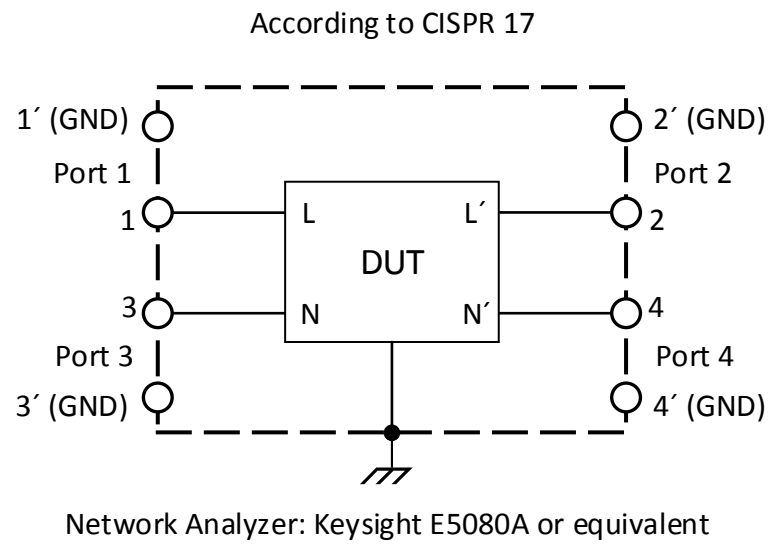 According to CISPR 17
1´ (GND)
2´ (GND)
Port 1
Port 2
1
L
L´
2
DUT
3
N
N´
4
Port 3
Port 4
3´ (GND)
4´ (GND)
Network Analyzer: Keysight E5080A or equivalent